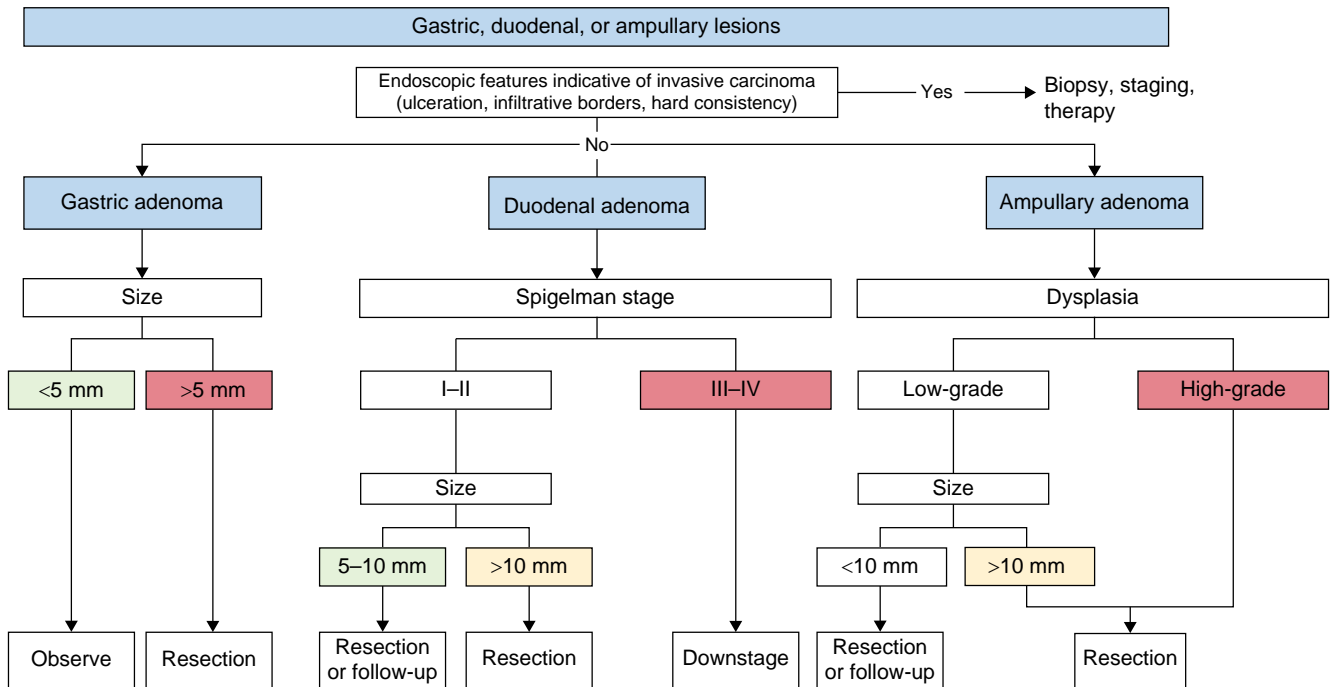 Gastric, duodenal, or ampullary lesions
Endoscopic features indicative of invasive carcinoma
(ulceration, infiltrative borders, hard consistency)
Yes
Biopsy, staging,
therapy
No
Gastric adenoma
Duodenal adenoma
Ampullary adenoma
Size
Spigelman stage
Dysplasia
<5 mm
>5 mm
I–II
III–IV
Low-grade
High-grade
Size
Size
5–10 mm
>10 mm
<10 mm
>10 mm
Observe
Resection
Resection
or follow-up
Resection
Downstage
Resection
or follow-up
Resection